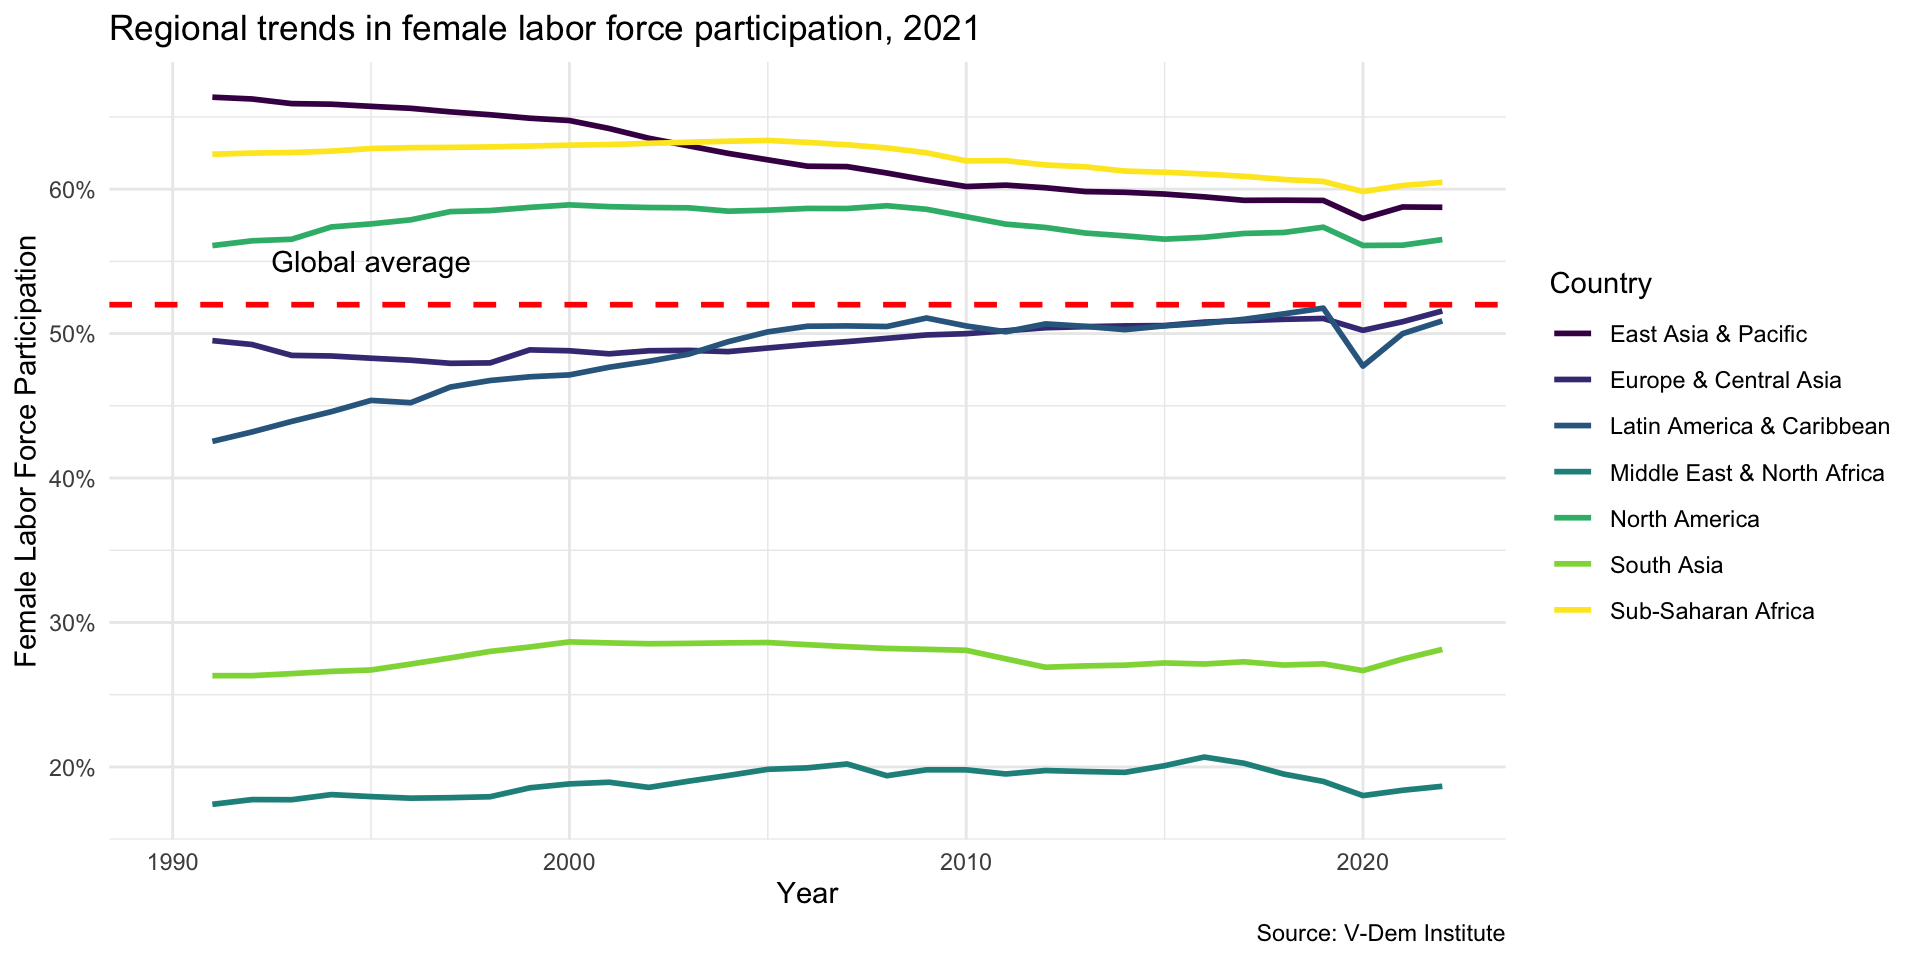 Regional trends in female labor force participation, 2021
Female Labor Force Participation
60%
50%
40%
30%
20%
Global average
1990
2000
2010
2020
Year
Country
East Asia & Pacific
Europe & Central Asia
Latin America & Caribbean
Middle East & North Africa
North America
South Asia
Sub-Saharan Africa
Source: V-Dem Institute